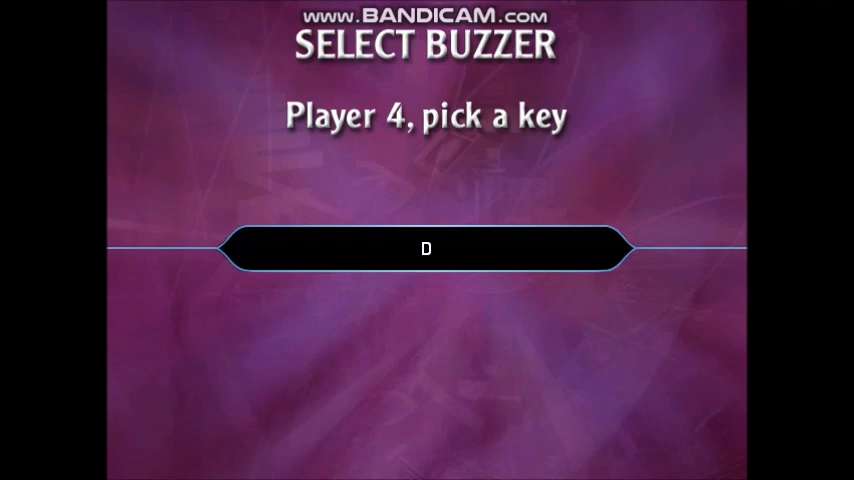 WWW.BANDICAM.COM
SELECT BUZZER
Player 4, pick a key
D